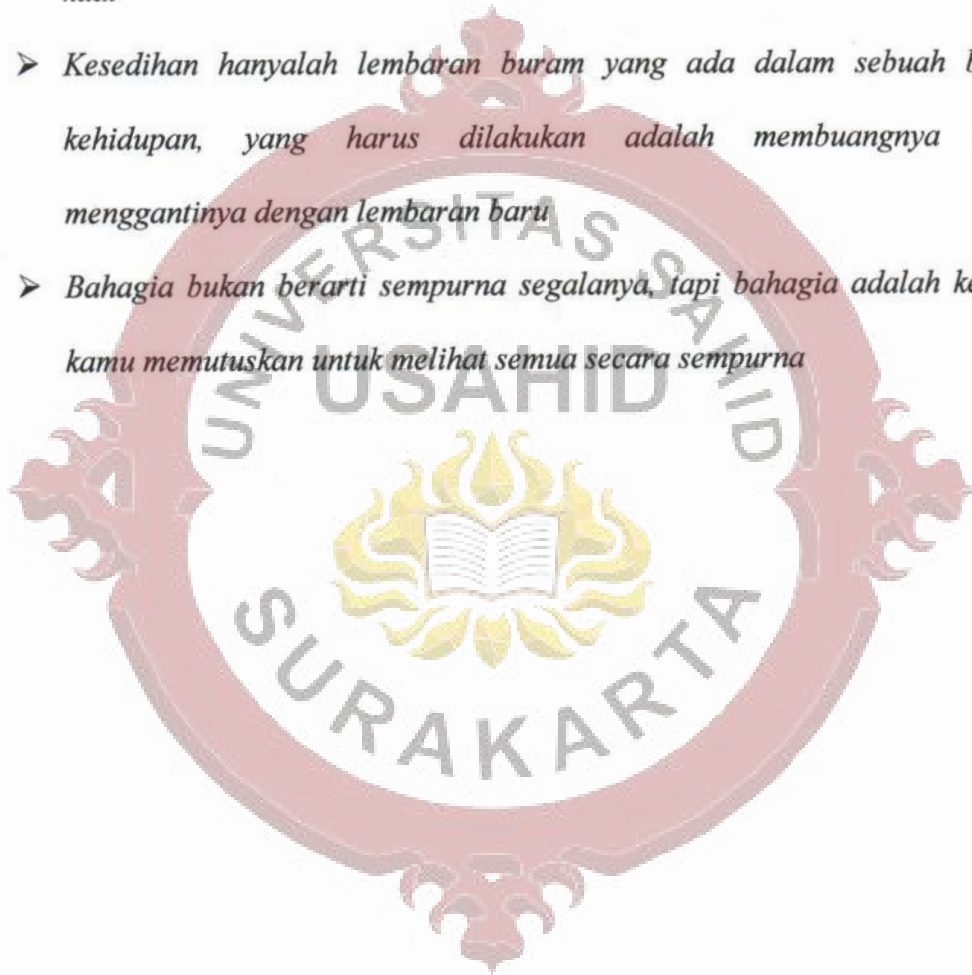 Kesedihan hanyalah lembaran buram yang ada dalam sebuah
kehidupan, yang harus dilakukan adalah membuangnya
menggantinya dengan lembaran baru
Bahagia bukan berarti sempurna segalanya, tapi bahagia adalah
kamu memutuskan untuk melihat semua secara sempurna
UNIVERSITAS SAHID
USAHID
SURAKARTA